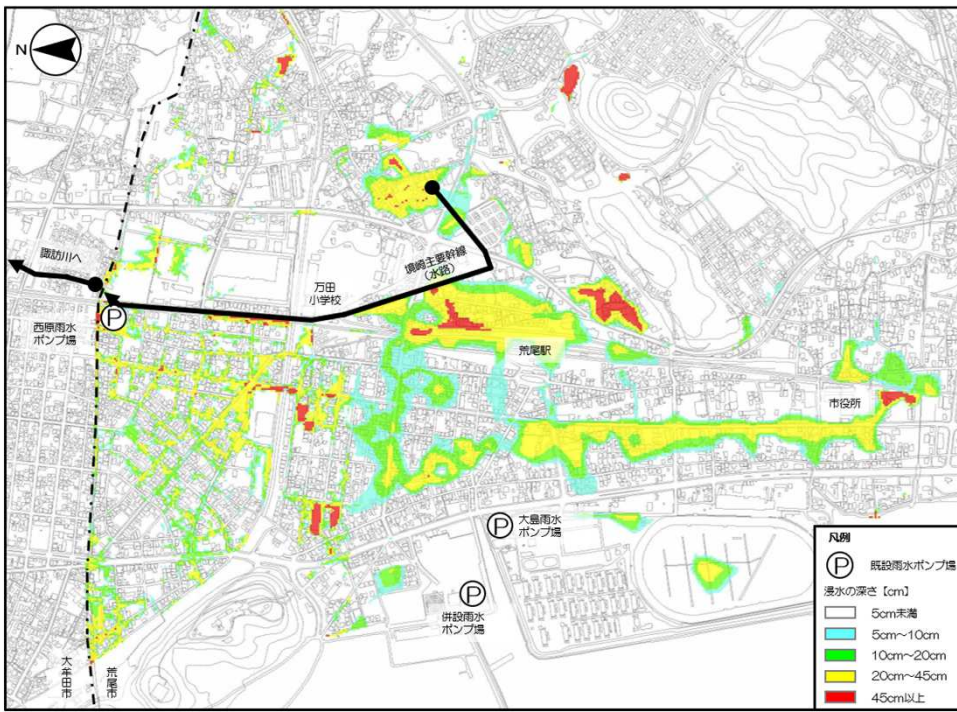 N
諏訪川へ
P
西原雨水
ポンプ場
万田
小学校
境崎主要幹線
(水路)
荒尾駅
市役所
P
大島雨水
ポンプ場
P
併設雨水
ポンプ場
大牟田市
荒尾市
凡例
P
既設雨水ポンプ場
浸水の深さ [cm]
5cm未満
5cm～10cm
10cm～20cm
20cm～45cm
45cm以上